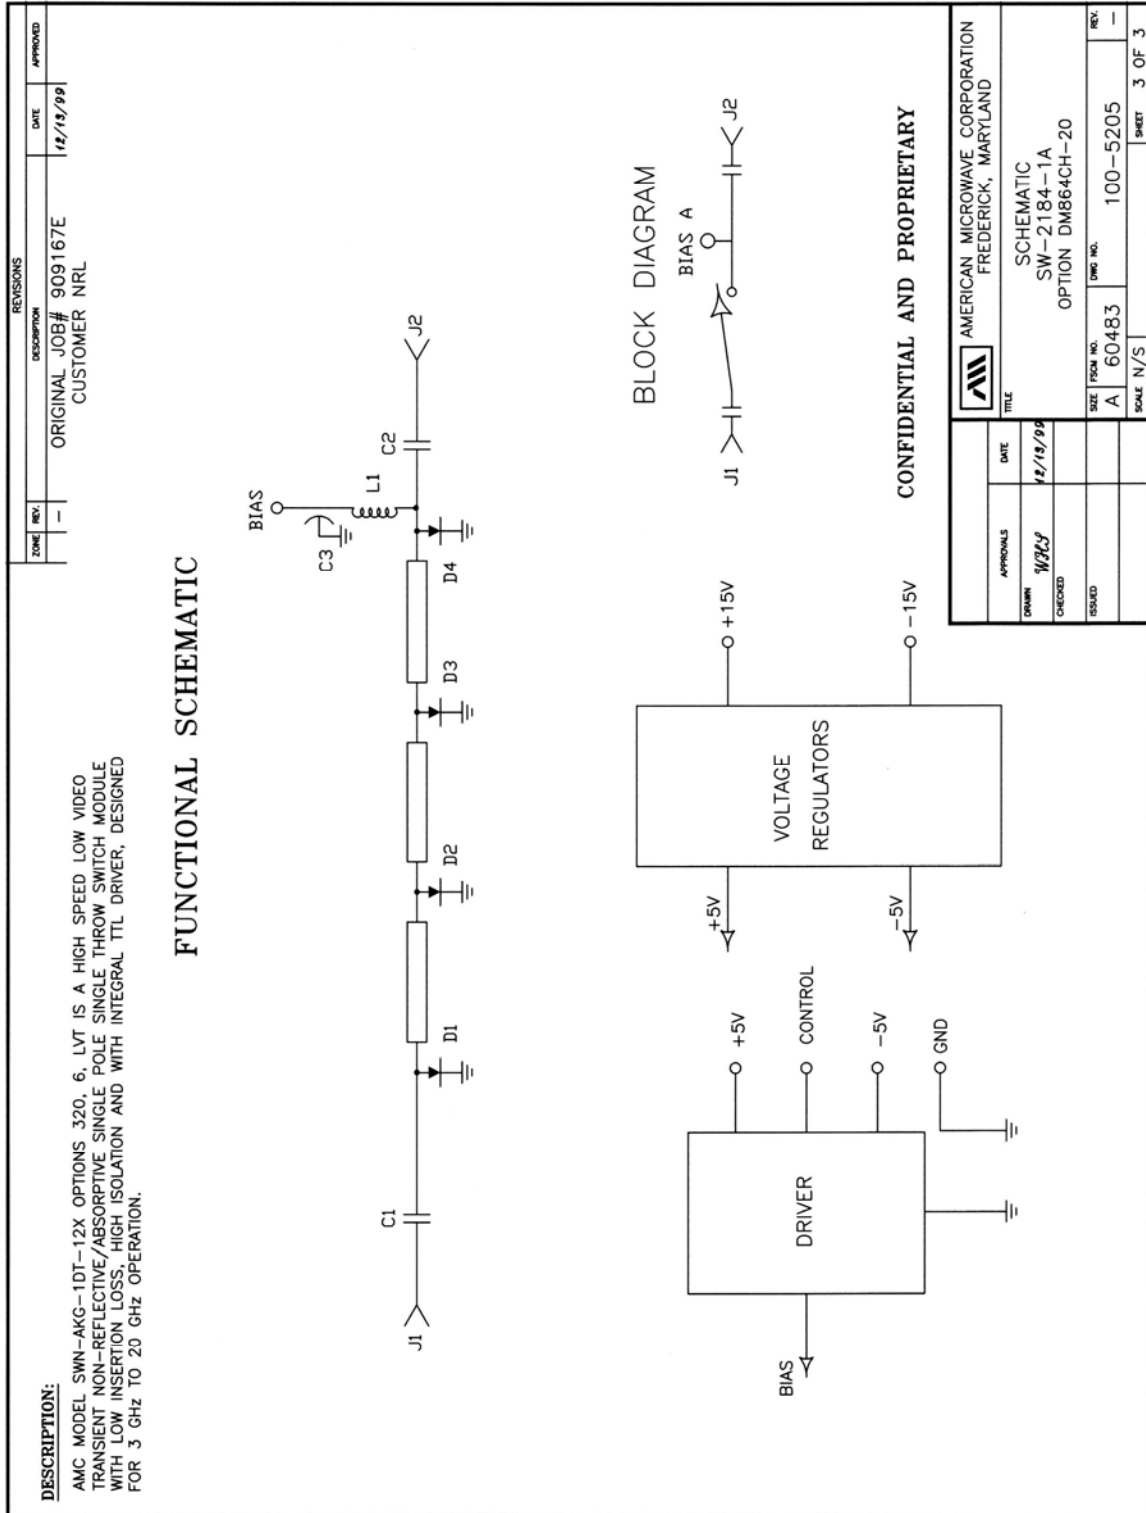 REVISIONS
ZONE REV. DESCRIPTION DATE APPROVED
— ORIGINAL JOB# 909167E 12/13/99
CUSTOMER NRL
DESCRIPTION:
AMC MODEL SWN-AKG-1DT-12X OPTIONS 320, 6, LVT IS A HIGH SPEED LOW VIDEO
TRANSIENT NON-REFLECTIVE/ABSORPTIVE SINGLE POLE SINGLE THROW SWITCH MODULE
WITH LOW INSERTION LOSS, HIGH ISOLATION AND WITH INTEGRAL TTL DRIVER, DESIGNED
FOR 3 GHz TO 20 GHz OPERATION.
FUNCTIONAL SCHEMATIC
BIAS
C3
L1
J1
C1
C2
J2
D1
D2
D3
D4
BLOCK DIAGRAM
BIAS A
J1
J2
DRIVER
BIAS
+5V
CONTROL
-5V
GND
VOLTAGE
REGULATORS
+5V
-5V
+15V
-15V
CONFIDENTIAL AND PROPRIETARY
APPROVALS DATE
DRAWN WHS 12/13/99
CHECKED
ISSUED
AMERICAN MICROWAVE CORPORATION
FREDERICK, MARYLAND
TITLE
SCHEMATIC
SW-2184-1A
OPTION DM864CH-20
SIZE A FSCM NO. 60483 DWG NO. 100-5205 REV. —
SCALE N/S SHEET 3 OF 3